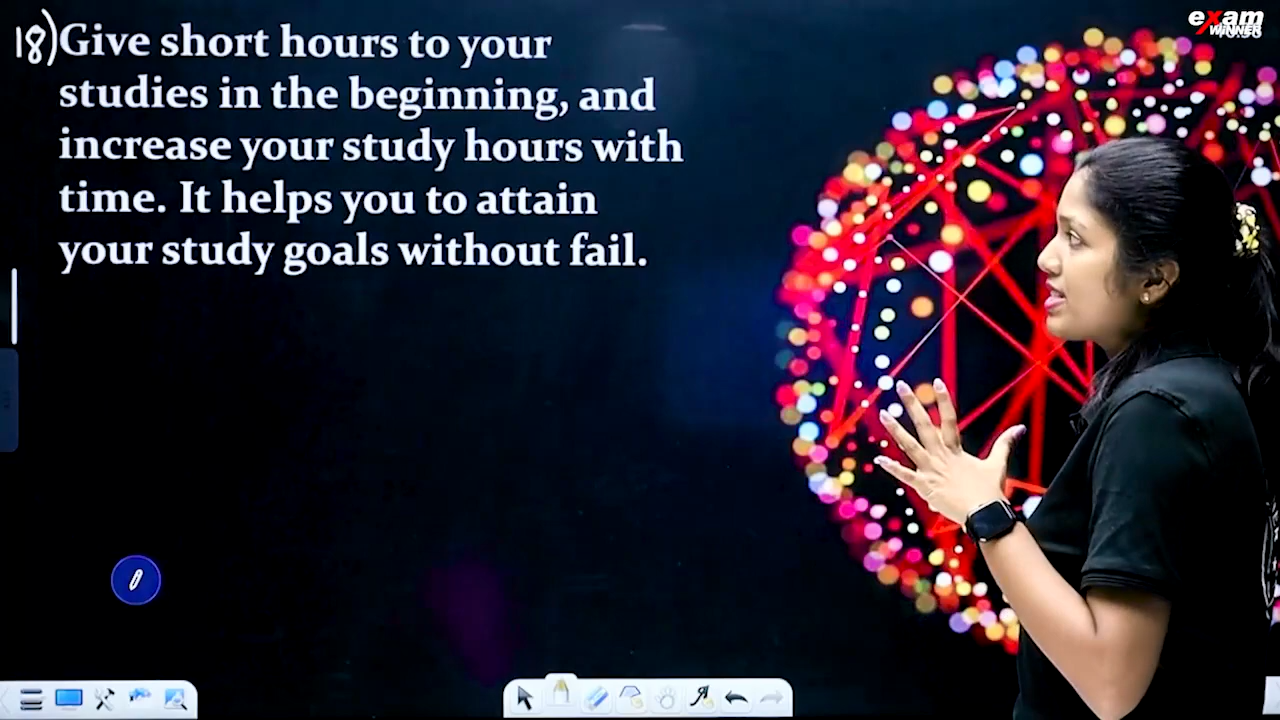 exam
WINNER
18)Give short hours to your
studies in the beginning, and
increase your study hours with
time. It helps you to attain
your study goals without fail.